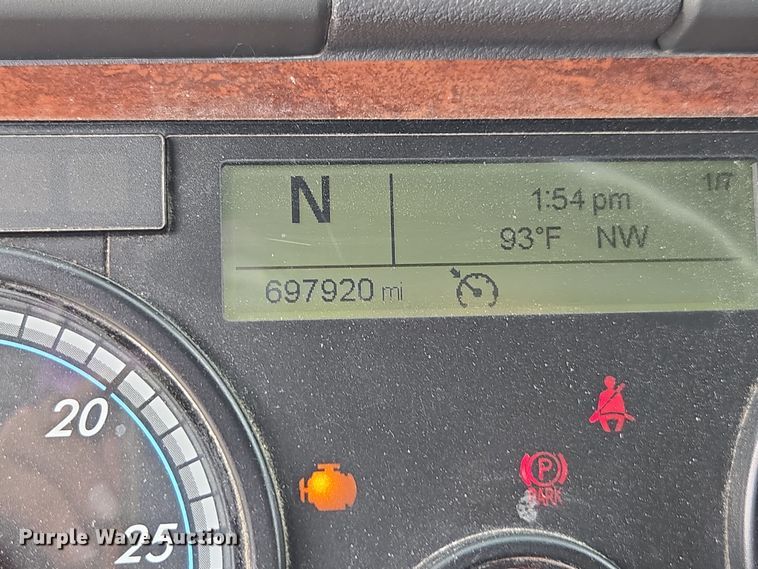 N
1:54 pm
1/7
93°F NW
697920 mi
20
P
PARK
25
Purple Wave Auction